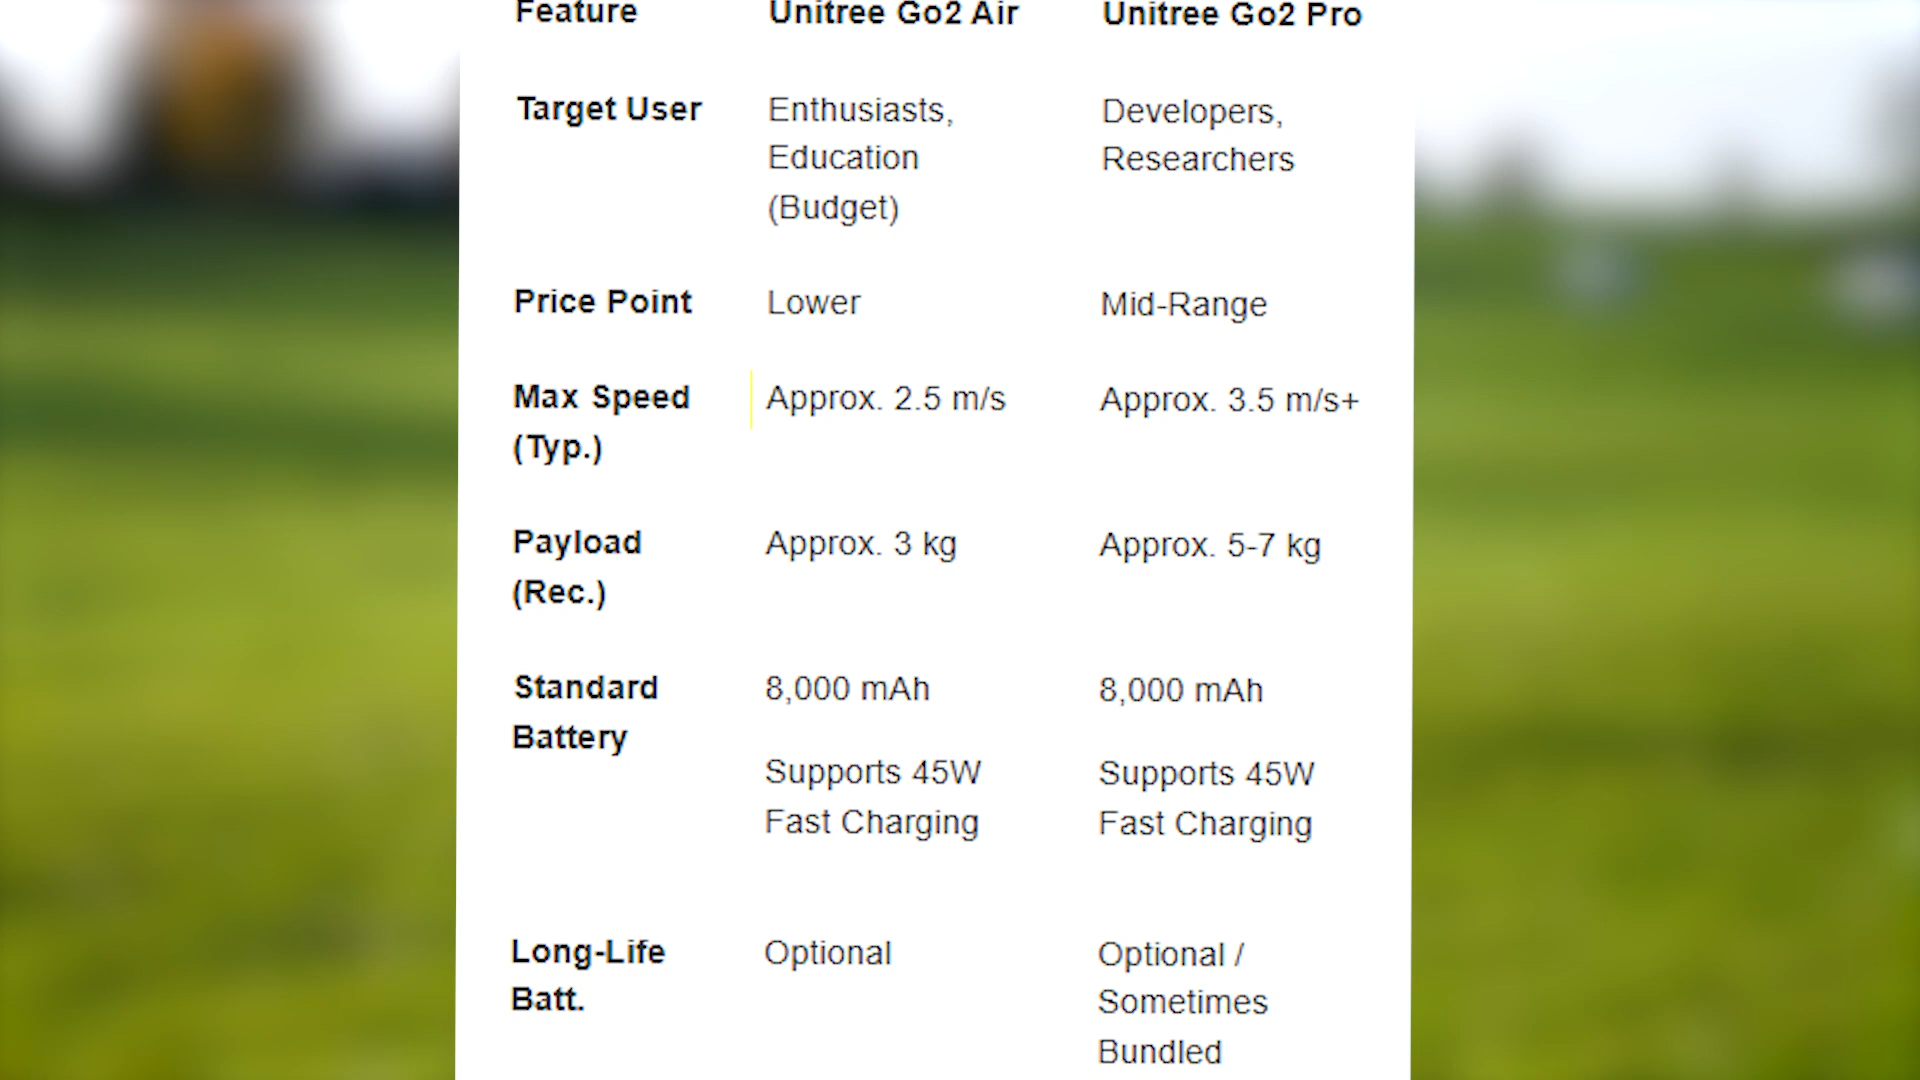 Feature Unitree Go2 Air Unitree Go2 Pro
Target User Enthusiasts, Developers,
Education Researchers
(Budget)
Price Point Lower Mid-Range
Max Speed Approx. 2.5 m/s Approx. 3.5 m/s+
(Typ.)
Payload Approx. 3 kg Approx. 5-7 kg
(Rec.)
Standard 8,000 mAh 8,000 mAh
Battery
Supports 45W Supports 45W
Fast Charging Fast Charging
Long-Life Optional Optional /
Batt. Sometimes
Bundled